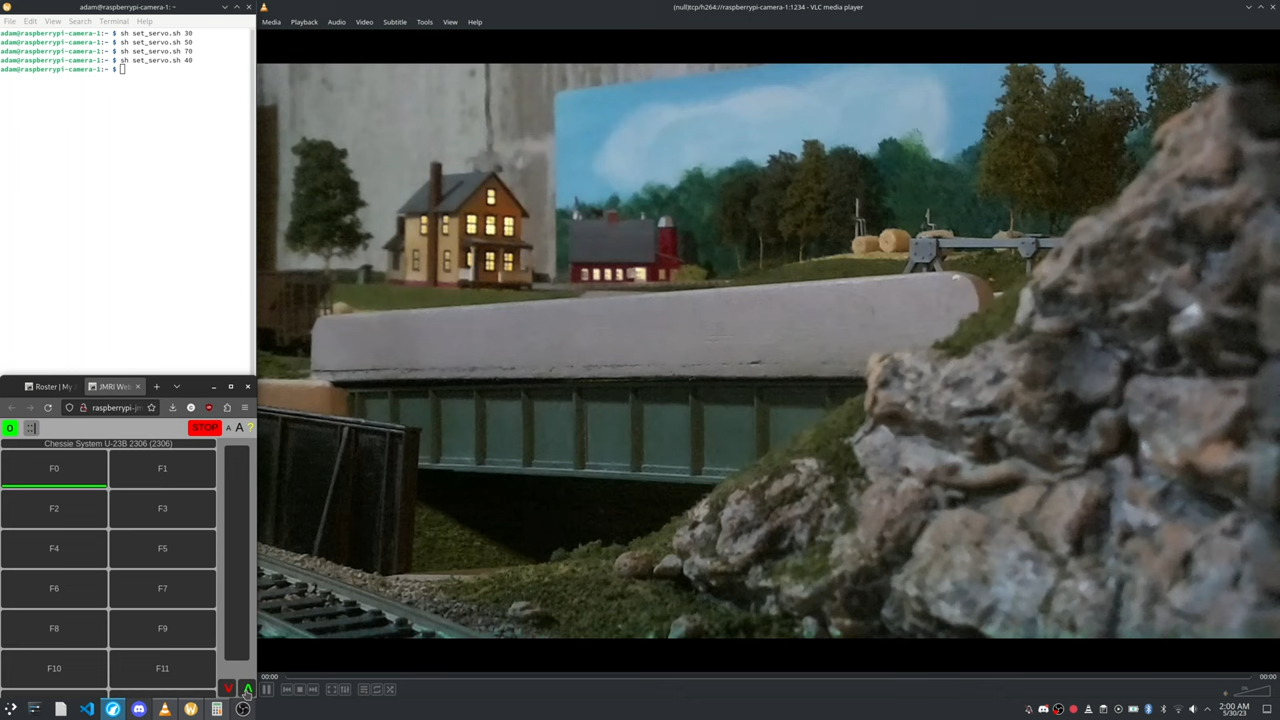 adam@raspberrypi-camera-1: ~
File Edit View Search Terminal Help
adam@raspberrypi-camera-1:~ $ sh set_servo.sh 30
adam@raspberrypi-camera-1:~ $ sh set_servo.sh 50
adam@raspberrypi-camera-1:~ $ sh set_servo.sh 70
adam@raspberrypi-camera-1:~ $ sh set_servo.sh 40
adam@raspberrypi-camera-1:~ $
(null)tcp/h264://raspberrypi-camera-1:1234 - VLC media player
Media Playback Audio Video Subtitle Tools View Help
Roster | My
JMRI Web
raspberrypi-jm
STOP A A ?
Chessie System U-23B 2306 (2306)
F0 F1
F2 F3
F4 F5
F6 F7
F8 F9
F10 F11
V Λ
00:00 00:00
2:00 AM
5/30/23